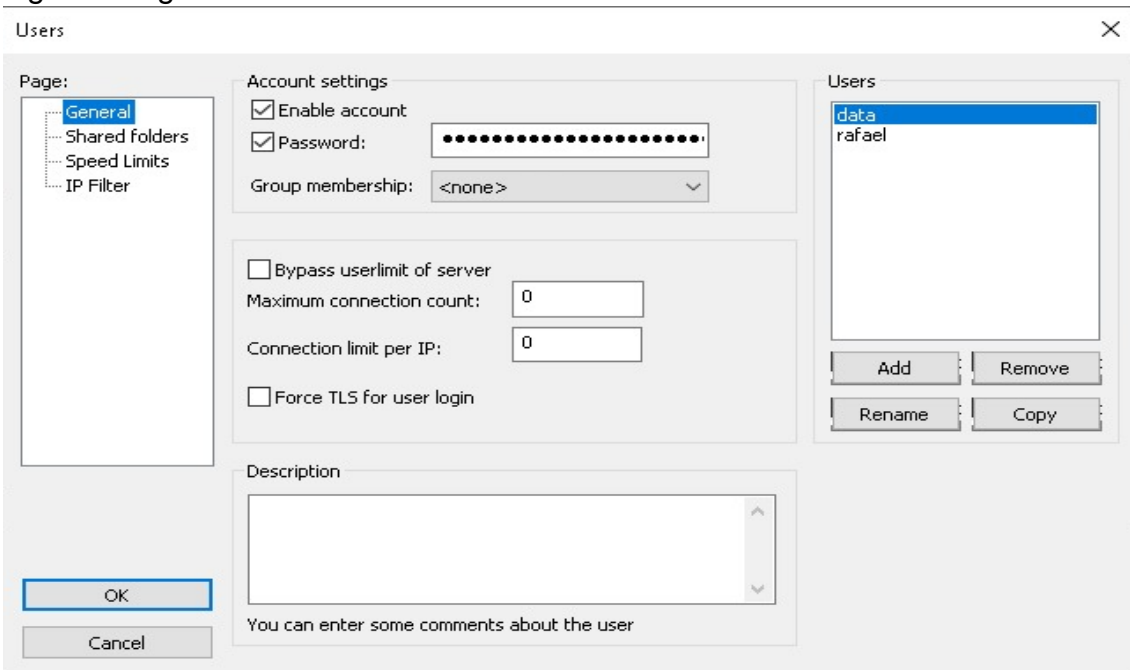 Users
Page:
General
Shared folders
Speed Limits
IP Filter
Account settings
Enable account
Password:
Group membership: <none>
Bypass userlimit of server
Maximum connection count: 0
Connection limit per IP: 0
Force TLS for user login
Description
You can enter some comments about the user
Users
data
rafael
Add Remove
Rename Copy
OK
Cancel